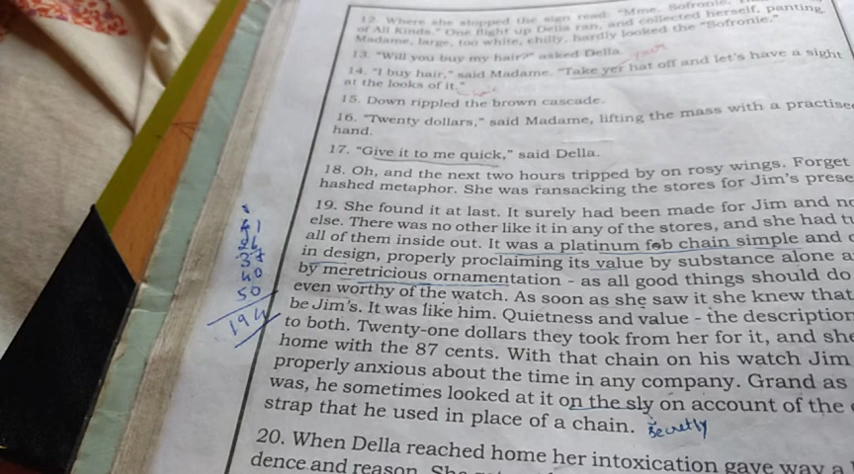 12. Where she stopped the sign read: "Mme. Sofronie.
of All Kinds." One flight up Della ran, and collected herself, panting.
Madame, large, too white, chilly, hardly looked the "Sofronie."
13. "Will you buy my hair?" asked Della.
14. "I buy hair," said Madame. "Take yer hat off and let's have a sight
at the looks of it."
15. Down rippled the brown cascade.
16. "Twenty dollars," said Madame, lifting the mass with a practise
hand.
17. "Give it to me quick," said Della.
18. Oh, and the next two hours tripped by on rosy wings. Forget
hashed metaphor. She was ransacking the stores for Jim's prese
19. She found it at last. It surely had been made for Jim and no
else. There was no other like it in any of the stores, and she had tu
all of them inside out. It was a platinum fob chain simple and
in design, properly proclaiming its value by substance alone a
by meretricious ornamentation - as all good things should do
even worthy of the watch. As soon as she saw it she knew that
be Jim's. It was like him. Quietness and value - the description
to both. Twenty-one dollars they took from her for it, and she
home with the 87 cents. With that chain on his watch Jim
properly anxious about the time in any company. Grand as
was, he sometimes looked at it on the sly on account of the
strap that he used in place of a chain. secretly
20. When Della reached home her intoxication gave way a
dence and reason. She
40
50
194